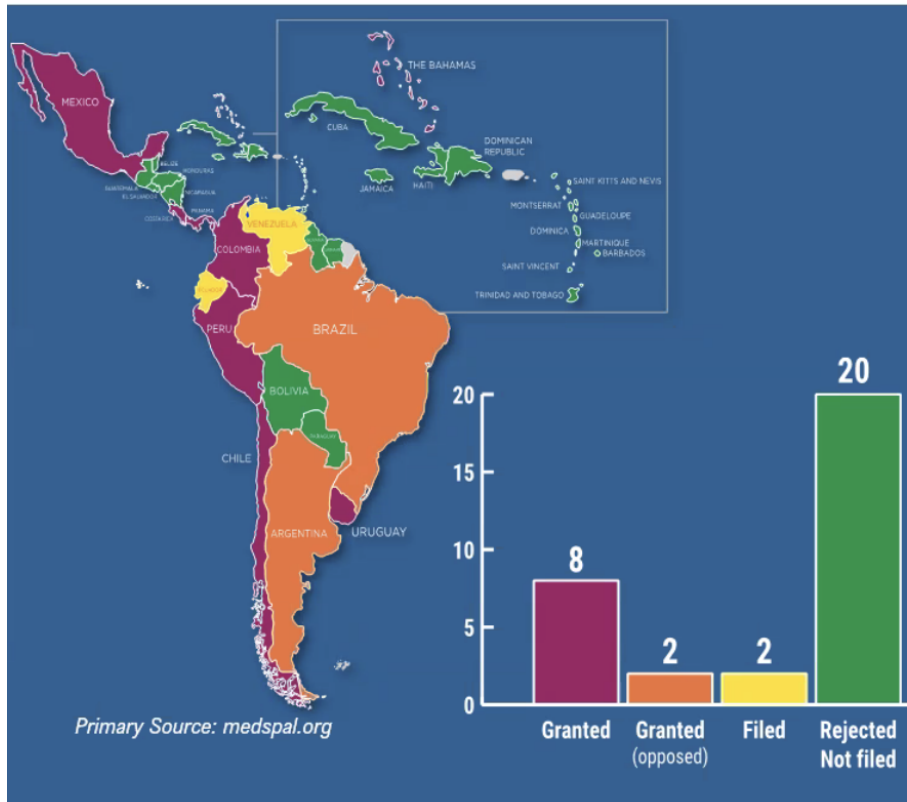 THE BAHAMAS
MEXICO
CUBA
DOMINICAN
REPUBLIC
BELIZE
HONDURAS
JAMAICA
HAITI
SAINT KITTS AND NEVIS
GUATEMALA
NICARAGUA
EL SALVADOR
MONTSERRAT
COSTA RICA
PANAMA
GUADELOUPE
VENEZUELA
DOMINICA
MARTINIQUE
BARBADOS
COLOMBIA
SAINT VINCENT
ECUADOR
TRINIDAD AND TOBAGO
PERU
BRAZIL
BOLIVIA
PARAGUAY
CHILE
ARGENTINA
URUGUAY
20
20
15
10
8
5
2
2
0
Granted
Granted
(opposed)
Filed
Rejected
Not filed
Primary Source: medspal.org